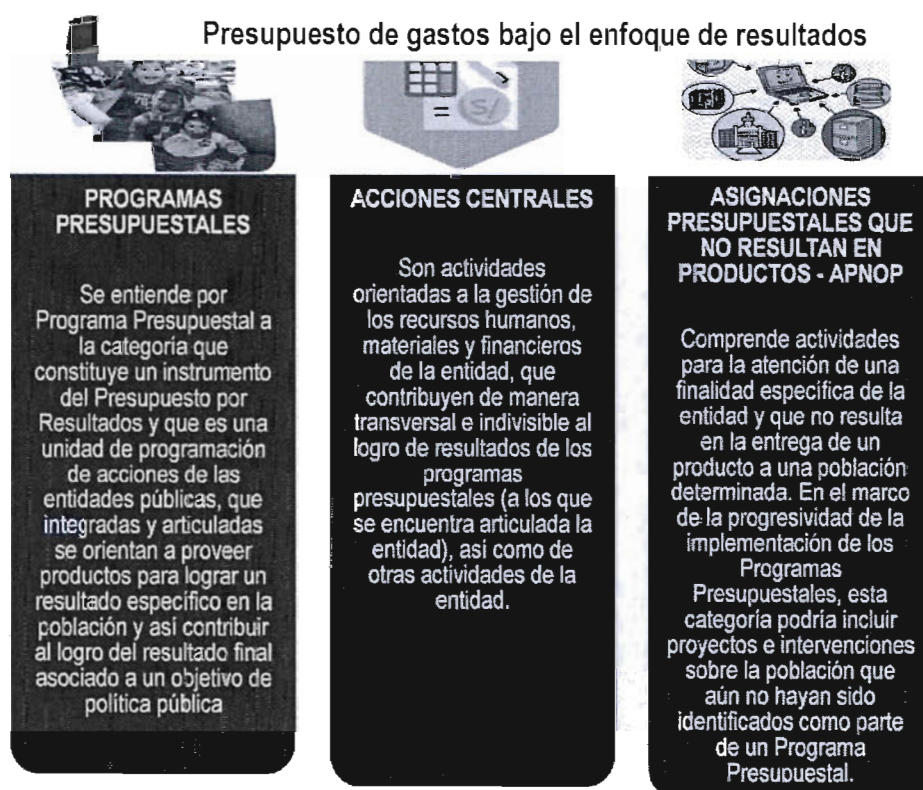 Presupuesto de gastos bajo el enfoque de resultados
S/
PROGRAMAS
PRESUPUESTALES
Se entiende por
Programa Presupuestal a
la categoría que
constituye un instrumento
del Presupuesto por
Resultados y que es una
unidad de programación
de acciones de las
entidades públicas, que
integradas y articuladas
se orientan a proveer
productos para lograr un
resultado específico en la
población y así contribuir
al logro del resultado final
asociado a un objetivo de
política pública
ACCIONES CENTRALES
Son actividades
orientadas a la gestión de
los recursos humanos,
materiales y financieros
de la entidad, que
contribuyen de manera
transversal e indivisible al
logro de resultados de los
programas
presupuestales (a los que
se encuentra articulada la
entidad), así como de
otras actividades de la
entidad.
ASIGNACIONES
PRESUPUESTALES QUE
NO RESULTAN EN
PRODUCTOS - APNOP
Comprende actividades
para la atención de una
finalidad específica de la
entidad y que no resulta
en la entrega de un
producto a una población
determinada. En el marco
de la progresividad de la
implementación de los
Programas
Presupuestales, esta
categoría podría incluir
proyectos e intervenciones
sobre la población que
aún no hayan sido
identificados como parte
de un Programa
Presupuestal.